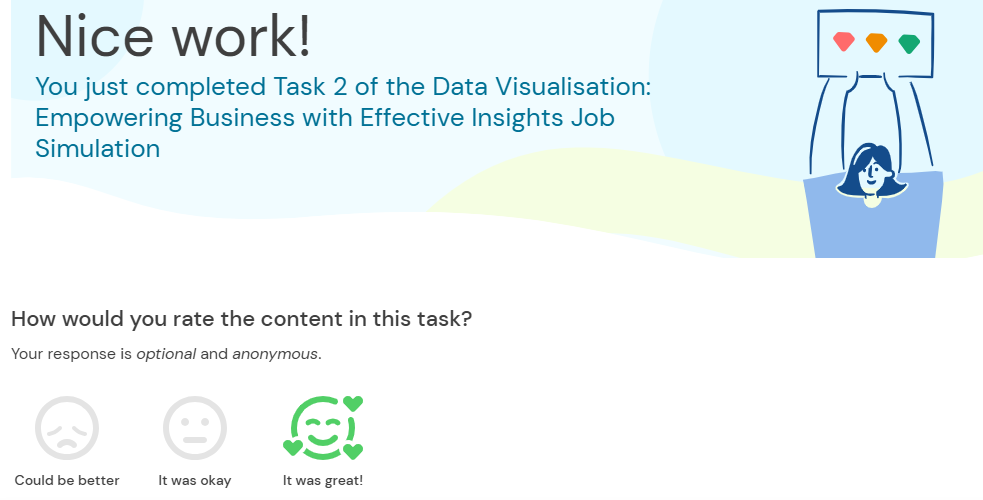 Nice work!
You just completed Task 2 of the Data Visualisation:
Empowering Business with Effective Insights Job
Simulation
How would you rate the content in this task?
Your response is optional and anonymous.
Could be better
It was okay
It was great!